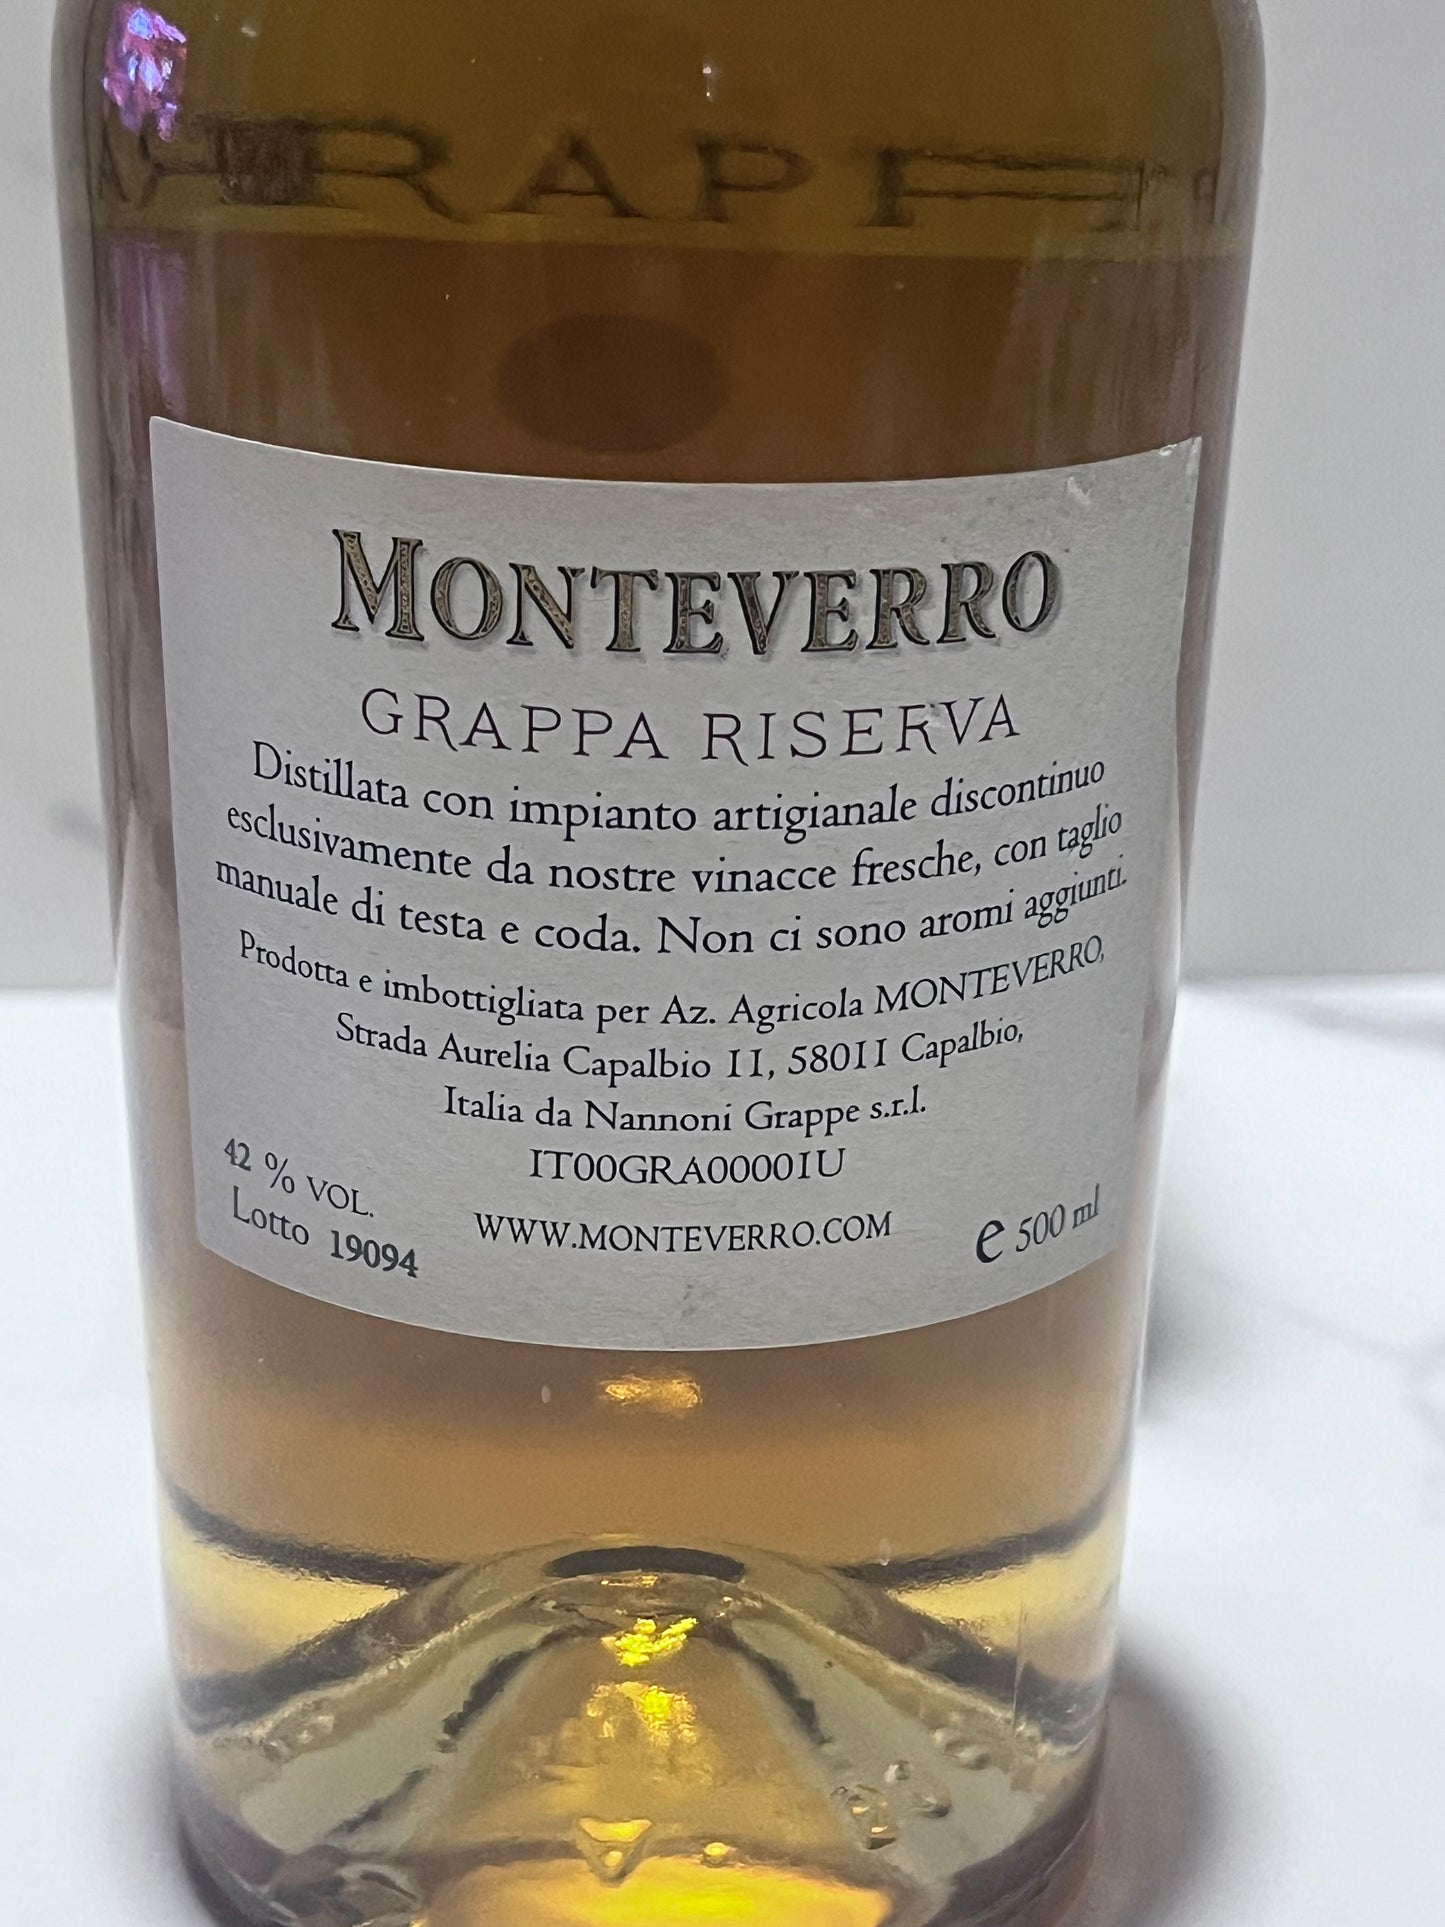 GRAPPA
MONTEVERRO
GRAPPA RISERVA
Distillata con impianto artigianale discontinuo
esclusivamente da nostre vinacce fresche, con taglio
manuale di testa e coda. Non ci sono aromi aggiunti.
Prodotta e imbottigliata per Az. Agricola MONTEVERRO,
Strada Aurelia Capalbio 11, 58011 Capalbio,
Italia da Nannoni Grappe s.r.l.
IT00GRA00001U
42 % VOL.
Lotto 19094
WWW.MONTEVERRO.COM
e 500 ml